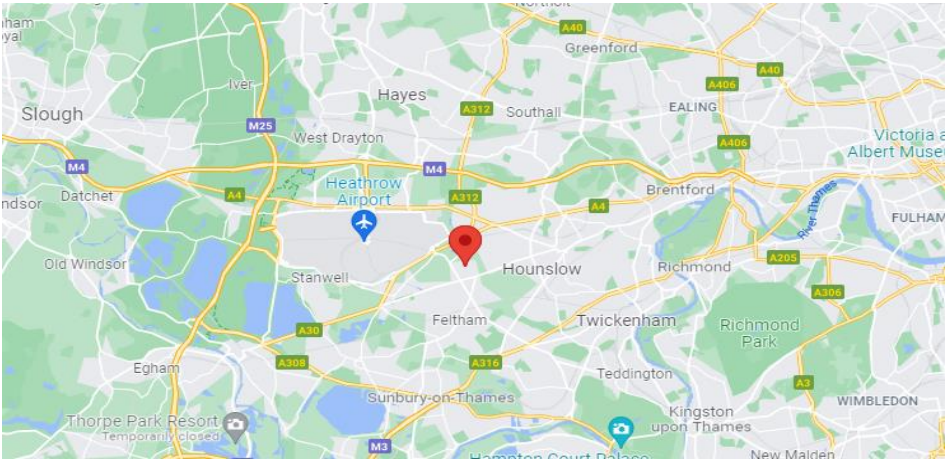 Northolt
A40
nham
oyal
Greenford
Iver
Hayes
A406
A40
Slough
A312
Southall
EALING
M25
West Drayton
Victoria a
Albert Muse
A406
M4
M4
Heathrow
Airport
Datchet
A4
A312
Brentford
ndsor
A4
River Thames
FULHAM
Old Windsor
Stanwell
Hounslow
Richmond
A205
A306
Feltham
Twickenham
A30
Richmond
Park
Egham
A308
A316
Teddington
A3
Sunbury-on-Thames
WIMBLEDON
Thorpe Park Resort
Temporarily closed
Kingston
upon Thames
M3
Hampton Court Palace
New Malden